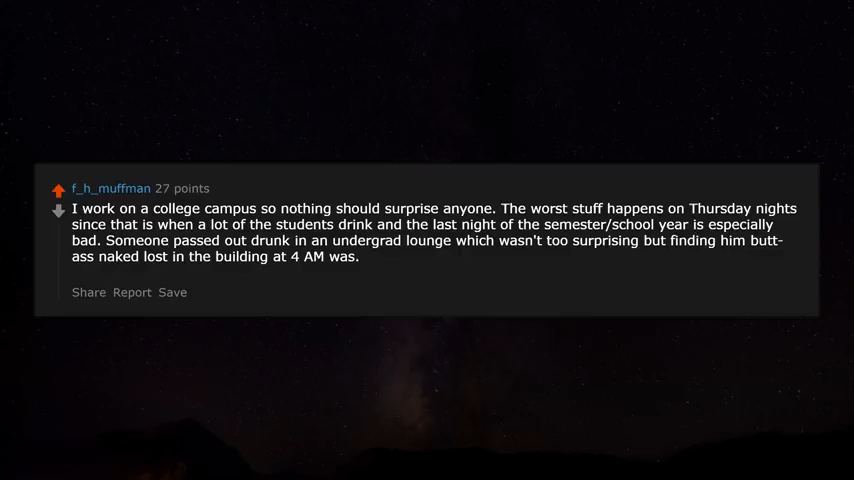 f_h_muffman 27 points
I work on a college campus so nothing should surprise anyone. The worst stuff happens on Thursday nights
since that is when a lot of the students drink and the last night of the semester/school year is especially
bad. Someone passed out drunk in an undergrad lounge which wasn't too surprising but finding him butt-
ass naked lost in the building at 4 AM was.
Share Report Save